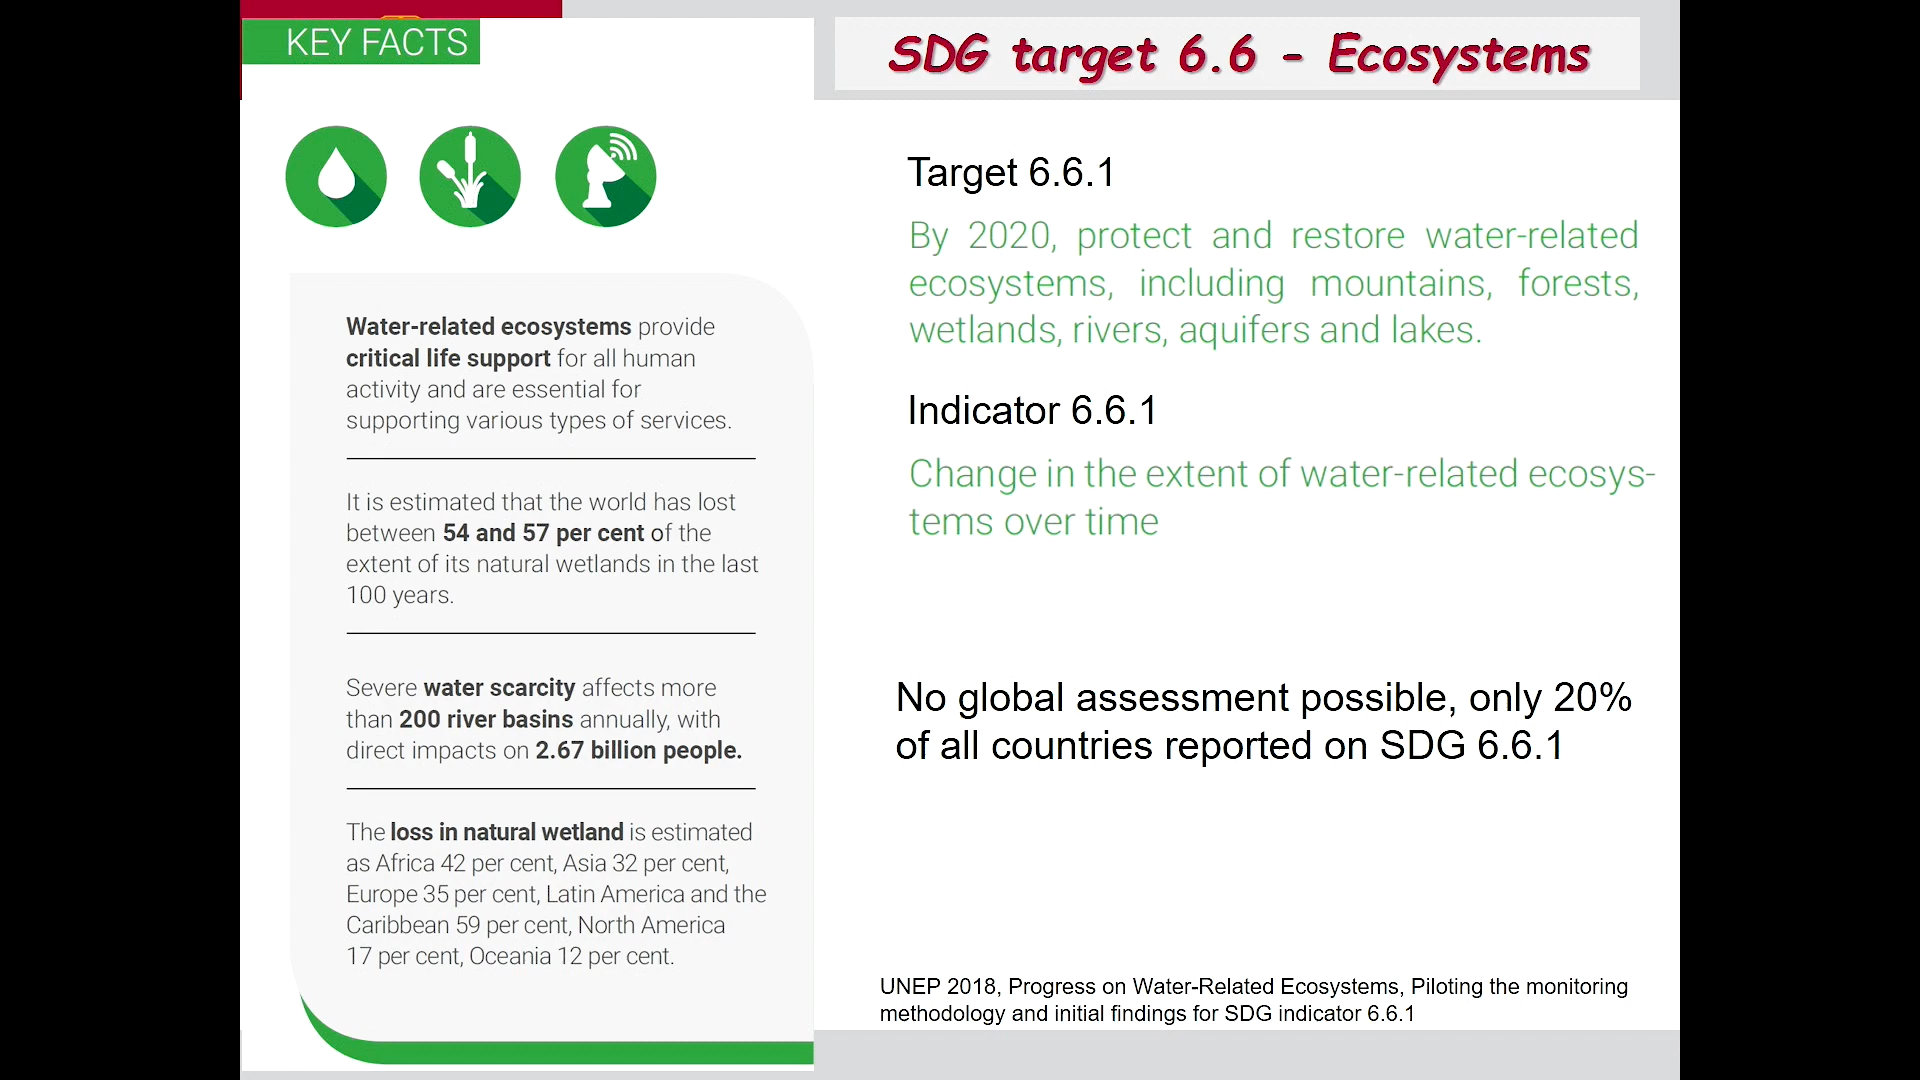 KEY FACTS
Water-related ecosystems provide
critical life support for all human
activity and are essential for
supporting various types of services.
It is estimated that the world has lost
between 54 and 57 per cent of the
extent of its natural wetlands in the last
100 years.
Severe water scarcity affects more
than 200 river basins annually, with
direct impacts on 2.67 billion people.
The loss in natural wetland is estimated
as Africa 42 per cent, Asia 32 per cent,
Europe 35 per cent, Latin America and the
Caribbean 59 per cent, North America
17 per cent, Oceania 12 per cent.
SDG target 6.6 - Ecosystems
Target 6.6.1
By 2020, protect and restore water-related
ecosystems, including mountains, forests,
wetlands, rivers, aquifers and lakes.
Indicator 6.6.1
Change in the extent of water-related ecosys-
tems over time
No global assessment possible, only 20%
of all countries reported on SDG 6.6.1
UNEP 2018, Progress on Water-Related Ecosystems, Piloting the monitoring
methodology and initial findings for SDG indicator 6.6.1